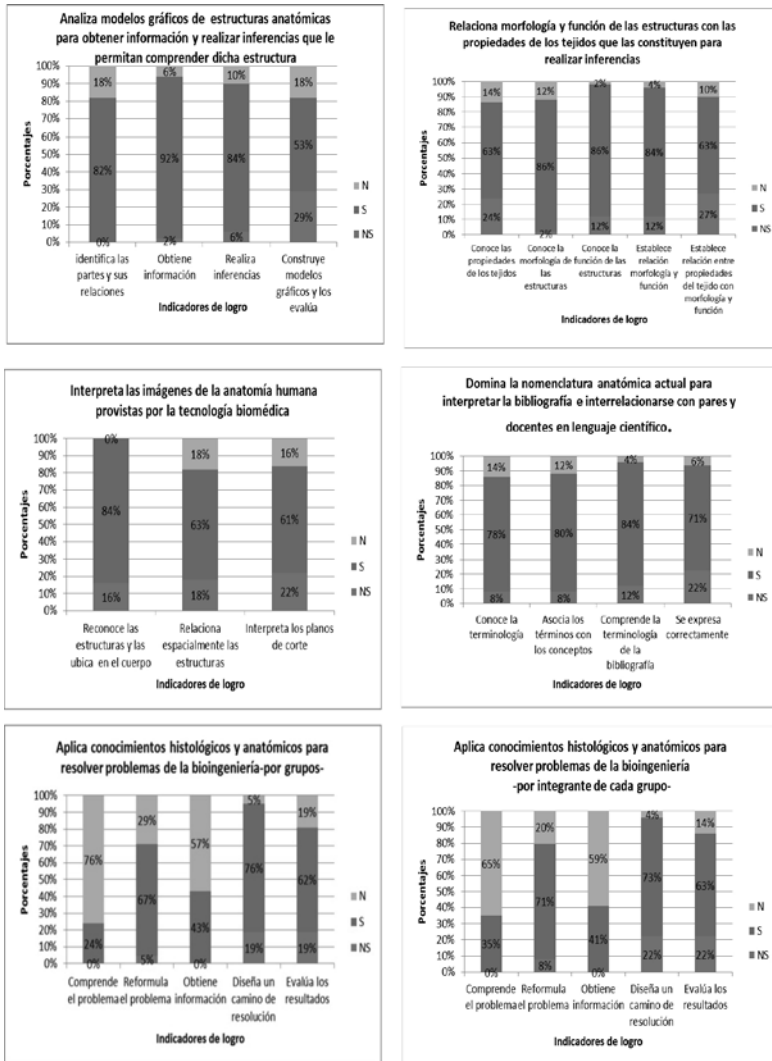 Analiza modelos gráficos de estructuras anatómicas
para obtener información y realizar inferencias que le
permitan comprender dicha estructura
100%
90%
80%
70%
60%
50%
40%
30%
20%
10%
0%
Porcentajes
18%
6%
10%
18%
82%
92%
84%
53%
0%
2%
6%
29%
N
S
NS
identifica las partes y sus relaciones
Obtiene información
Realiza inferencias
Construye modelos gráficos y los evalúa
Indicadores de logro
Relaciona morfología y función de las estructuras con las
propiedades de los tejidos que las constituyen para
realizar inferencias
100%
90%
80%
70%
60%
50%
40%
30%
20%
10%
0%
Porcentajes
14%
12%
2%
4%
10%
63%
86%
86%
84%
63%
24%
2%
12%
12%
27%
N
S
NS
Conoce las propiedades de los tejidos
Conoce la morfología de las estructuras
Conoce la función de las estructuras
Establece relación morfología y función
Establece relación entre propiedades del tejido con morfología y función
Indicadores de logro
Interpreta las imágenes de la anatomía humana
provistas por la tecnología biomédica
100%
90%
80%
70%
60%
50%
40%
30%
20%
10%
0%
Porcentajes
0%
18%
16%
84%
63%
61%
16%
18%
22%
N
S
NS
Reconoce las estructuras y las ubica en el cuerpo
Relaciona espacialmente las estructuras
Interpreta los planos de corte
Indicadores de logro
Domina la nomenclatura anatómica actual para
interpretar la bibliografía e interrelacionarse con pares y
docentes en lenguaje científico.
100%
90%
80%
70%
60%
50%
40%
30%
20%
10%
0%
Porcentajes
14%
12%
4%
6%
78%
80%
84%
71%
8%
8%
12%
22%
N
S
NS
Conoce la terminología
Asocia los términos con los conceptos
Comprende la terminología de la bibliografía
Se expresa correctamente
Indicadores de logro
Aplica conocimientos histológicos y anatómicos para
resolver problemas de la bioingeniería-por grupos-
100%
90%
80%
70%
60%
50%
40%
30%
20%
10%
0%
Porcentajes
76%
29%
57%
5%
19%
24%
67%
43%
76%
62%
0%
5%
0%
19%
19%
N
S
NS
Comprende el problema
Reformula el problema
Obtiene información
Diseña un camino de resolución
Evalúa los resultados
Indicadores de logro
Aplica conocimientos histológicos y anatómicos para
resolver problemas de la bioingeniería
-por integrante de cada grupo-
100%
90%
80%
70%
60%
50%
40%
30%
20%
10%
0%
Porcentajes
65%
20%
59%
4%
14%
35%
71%
41%
73%
63%
0%
8%
0%
22%
22%
N
S
NS
Comprende el problema
Reformula el problema
Obtiene información
Diseña un camino de resolución
Evalúa los resultados
Indicadores de logro